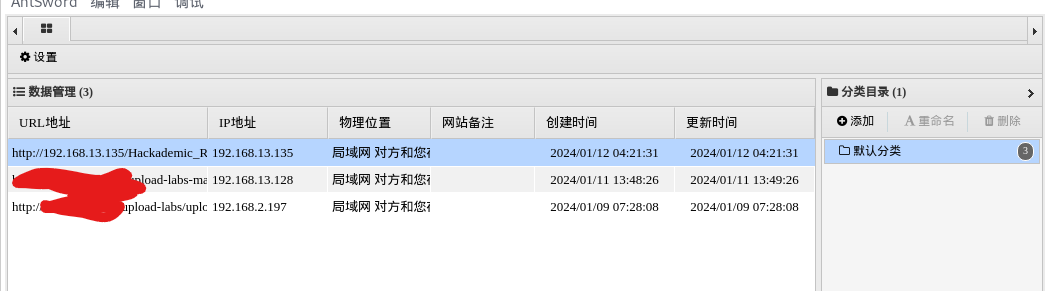 AntSword 编辑 窗口 调试
设置
数据管理 (3)
分类目录 (1)
URL地址 IP地址 物理位置 网站备注 创建时间 更新时间
添加 重命名 删除
http://192.168.13.135/Hackademic_R 192.168.13.135 局域网 对方和您在 2024/01/12 04:21:31 2024/01/12 04:21:31
默认分类 3
upload-labs-ma 192.168.13.128 局域网 对方和您在 2024/01/11 13:48:26 2024/01/11 13:49:26
http:/ upload-labs/uplo 192.168.2.197 局域网 对方和您在 2024/01/09 07:28:08 2024/01/09 07:28:08